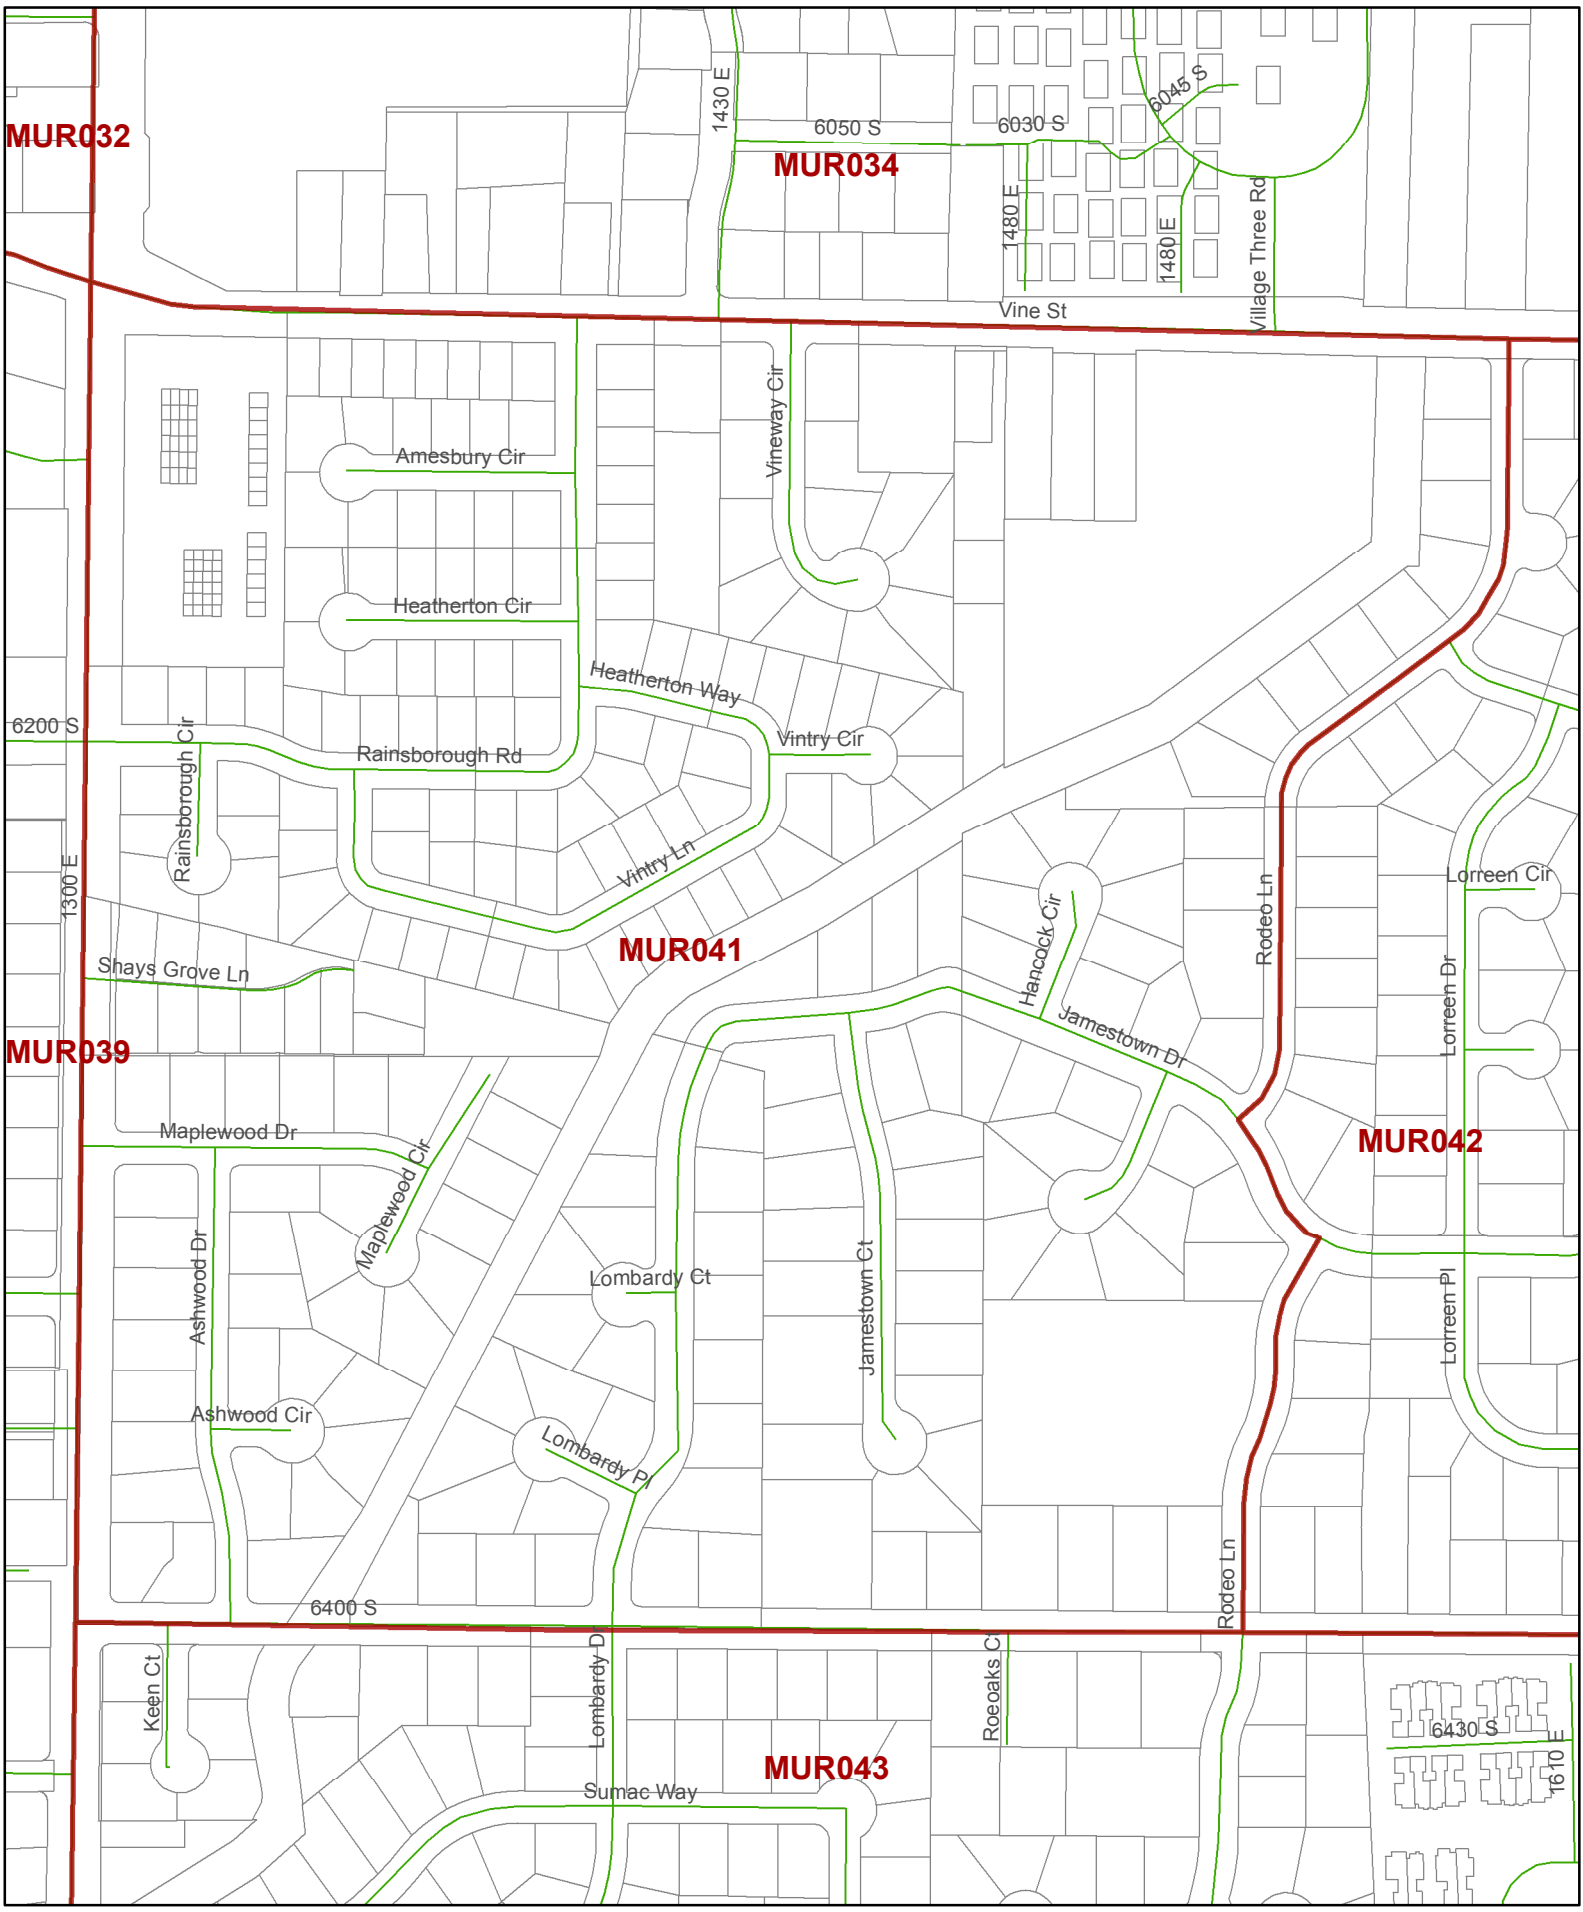 MUR032
1430 E
6050 S
6030 S
6045 S
MUR034
1480 E
1480 E
Village Three Rd
Vine St
Vineway Cir
Amesbury Cir
Heatherton Cir
Heatherton Way
6200 S
Rainsborough Cir
Rainsborough Rd
Vintry Cir
Vintry Ln
1300 E
Lorreen Cir
Rodeo Ln
Hancock Cir
MUR041
Shays Grove Ln
Lorreen Dr
Jamestown Dr
MUR039
Maplewood Dr
MUR042
Maplewood Cir
Ashwood Dr
Lombardy Ct
Jamestown Ct
Lorreen Pl
Ashwood Cir
Lombardy Pl
Rodeo Ln
6400 S
Keen Ct
Lombardy Dr
Roeoaks Ct
6430 S
1610 E
MUR043
Sumac Way